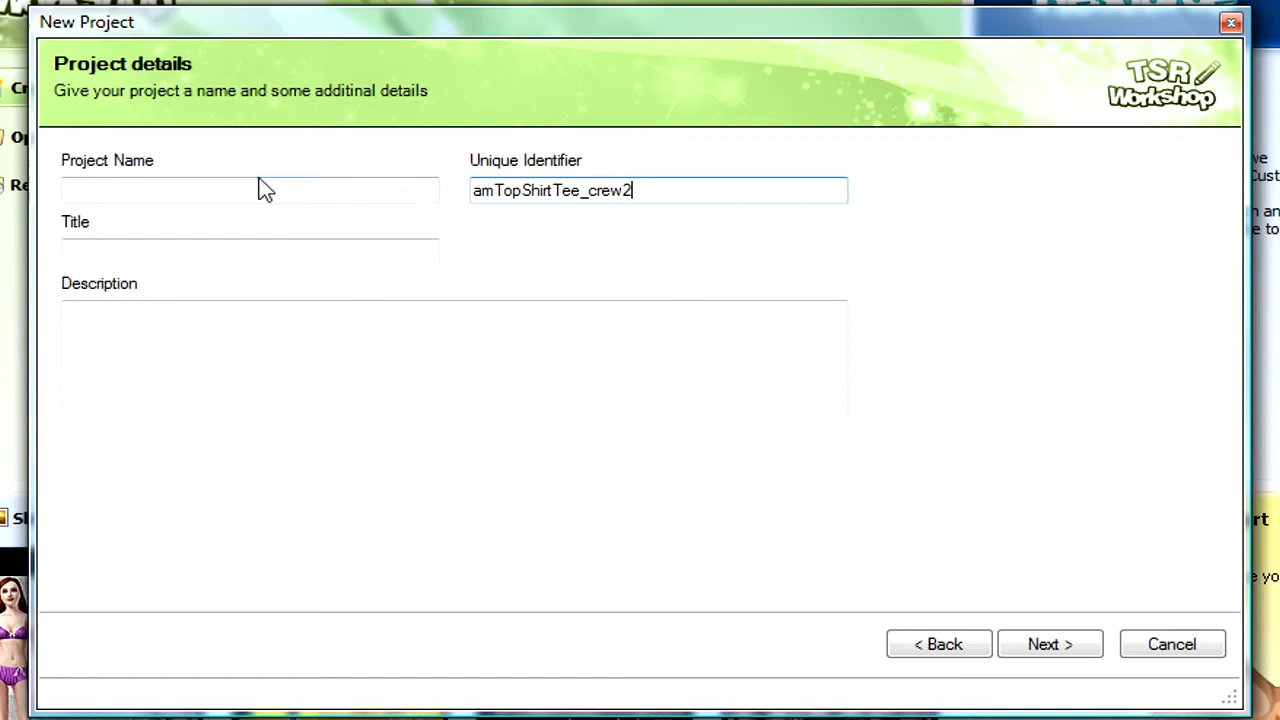 New Project
Project details
Give your project a name and some additinal details
TSR
Workshop
Project Name
Unique Identifier
amTopShirtTee_crew2
Title
Description
< Back
Next >
Cancel